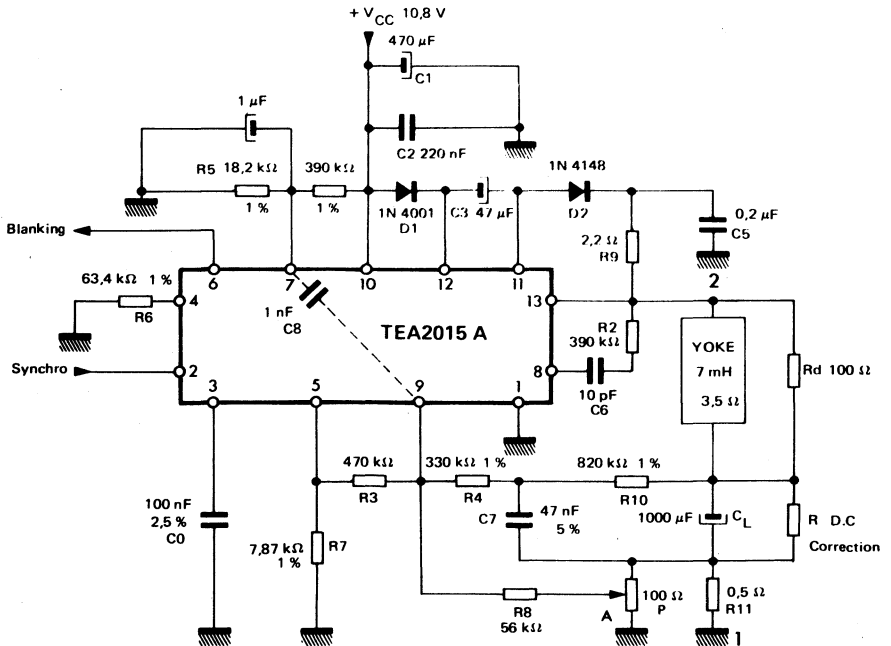 + VCC 10,8 V
470 µF
C1
1 µF
C2 220 nF
R5 18,2 kΩ
1 %
390 kΩ
1 %
1N 4001
D1
C3 47 µF
1N 4148
D2
0,2 µF
C5
2,2 Ω
R9
2
Blanking
6
7
10
12
11
63,4 kΩ 1 %
R6
4
1 nF
C8
TEA2015 A
13
R2
390 kΩ
YOKE
7 mH
3,5 Ω
Rd 100 Ω
Synchro
2
8
10 pF
C6
3
5
9
1
470 kΩ
R3
330 kΩ 1 %
R4
820 kΩ 1 %
R10
100 nF
2,5 %
C0
7,87 kΩ
1 %
R7
C7
47 nF
5 %
1000 µF
CL
R D.C
Correction
R8
56 kΩ
A
100 Ω
P
0,5 Ω
R11
1